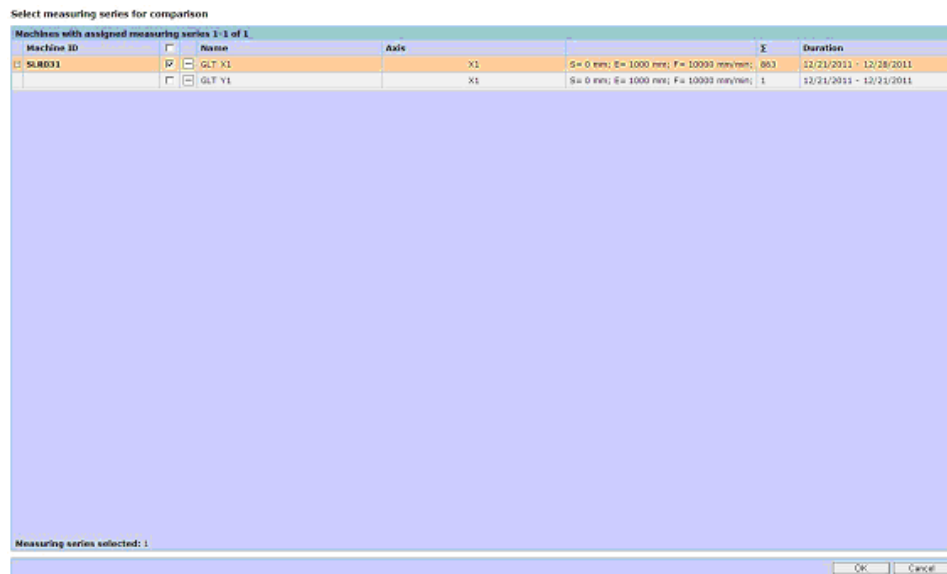 Select measuring series for comparison
Machines with assigned measuring series 1-1 of 1
Machine ID Name Axis Σ Duration
SLR031 GLT X1 X1 S= 0 mm; E= 1000 mm; F= 10000 mm/min; 863 12/21/2011 - 12/28/2011
GLT Y1 X1 S= 0 mm; E= 1000 mm; F= 10000 mm/min; 1 12/21/2011 - 12/21/2011
Measuring series selected: 1
OK Cancel